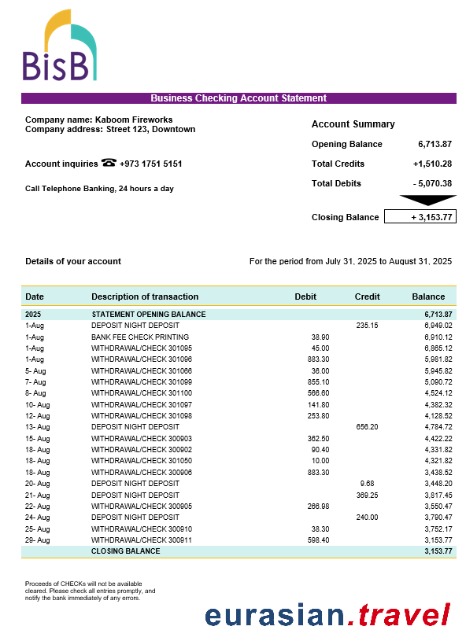 BisB
Business Checking Account Statement
Company name: Kaboom Fireworks
Company address: Street 123, Downtown
Account inquiries ☎ +973 1751 5151
Call Telephone Banking, 24 hours a day
Account Summary
Opening Balance 6,713.87
Total Credits +1,510.28
Total Debits - 5,070.38
Closing Balance + 3,153.77
Details of your account For the period from July 31, 2025 to August 31, 2025
Date Description of transaction Debit Credit Balance
2025 STATEMENT OPENING BALANCE 6,713.87
1-Aug DEPOSIT NIGHT DEPOSIT 235.15 6,949.02
1-Aug BANK FEE CHECK PRINTING 38.90 6,910.12
1-Aug WITHDRAWAL/CHECK 301095 45.00 6,865.12
1-Aug WITHDRAWAL/CHECK 301096 883.30 5,981.82
5- Aug WITHDRAWAL/CHECK 301066 36.00 5,945.82
7- Aug WITHDRAWAL/CHECK 301099 855.10 5,090.72
8- Aug WITHDRAWAL/CHECK 301100 566.60 4,524.12
10- Aug WITHDRAWAL/CHECK 301097 141.80 4,382.32
12- Aug WITHDRAWAL/CHECK 301098 253.80 4,128.52
13- Aug DEPOSIT NIGHT DEPOSIT 656.20 4,784.72
15- Aug WITHDRAWAL/CHECK 300903 362.50 4,422.22
18- Aug WITHDRAWAL/CHECK 300902 90.40 4,331.82
18- Aug WITHDRAWAL/CHECK 301050 10.00 4,321.82
18- Aug WITHDRAWAL/CHECK 300906 883.30 3,438.52
20- Aug DEPOSIT NIGHT DEPOSIT 9.68 3,448.20
21- Aug DEPOSIT NIGHT DEPOSIT 369.25 3,817.45
22- Aug WITHDRAWAL/CHECK 300905 266.98 3,550.47
24- Aug DEPOSIT NIGHT DEPOSIT 240.00 3,790.47
25- Aug WITHDRAWAL/CHECK 300910 38.30 3,752.17
29- Aug WITHDRAWAL/CHECK 300911 598.40 3,153.77
CLOSING BALANCE 3,153.77
Proceeds of CHECKs will not be available
cleared. Please check all entries promptly, and
notify the bank immediately of any errors.
eurasian.travel